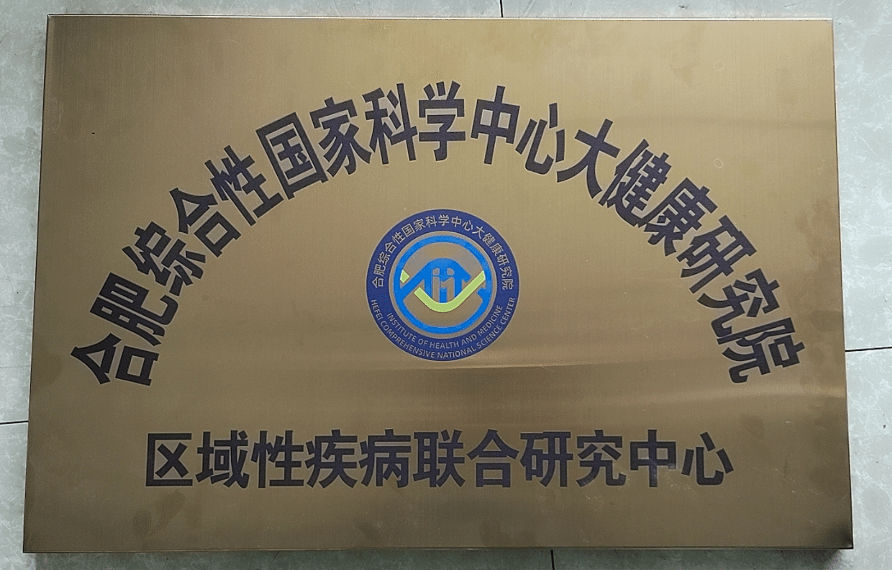 合肥综合性国家科学中心大健康研究院
合肥综合性国家科学中心大健康研究院
INSTITUTE OF HEALTH AND MEDICINE
HEFEI COMPREHENSIVE NATIONAL SCIENCE CENTER
区域性疾病联合研究中心